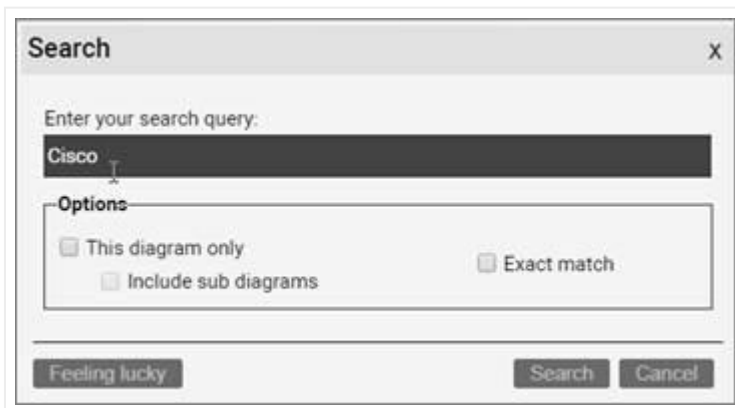 Search X
Enter your search query:
Cisco
Options
This diagram only
Include sub diagrams
Exact match
Feeling lucky Search Cancel